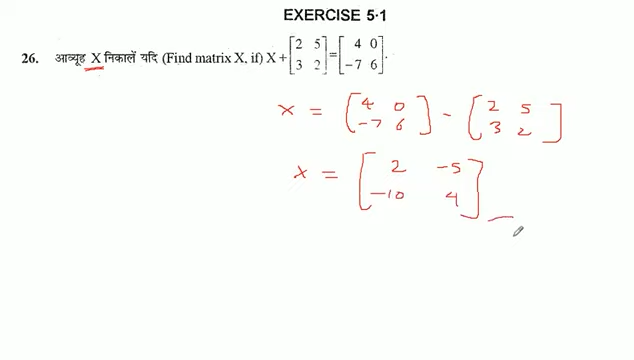 EXERCISE 5·1
26. आव्यूह X निकालें यदि (Find matrix X, if) X + [2 5; 3 2] = [4 0; −7 6].
X = [4 0; −7 6] − [2 5; 3 2]
X = [2 −5; −10 4]